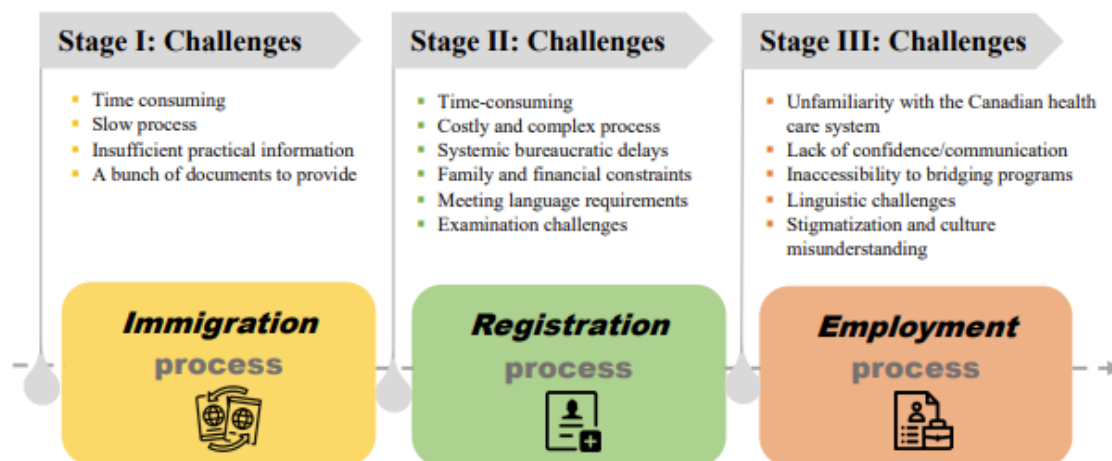 Stage I: Challenges
Time consuming
Slow process
Insufficient practical information
A bunch of documents to provide
Immigration
process
Stage II: Challenges
Time-consuming
Costly and complex process
Systemic bureaucratic delays
Family and financial constraints
Meeting language requirements
Examination challenges
Registration
process
Stage III: Challenges
Unfamiliarity with the Canadian health
care system
Lack of confidence/communication
Inaccessibility to bridging programs
Linguistic challenges
Stigmatization and culture
misunderstanding
Employment
process